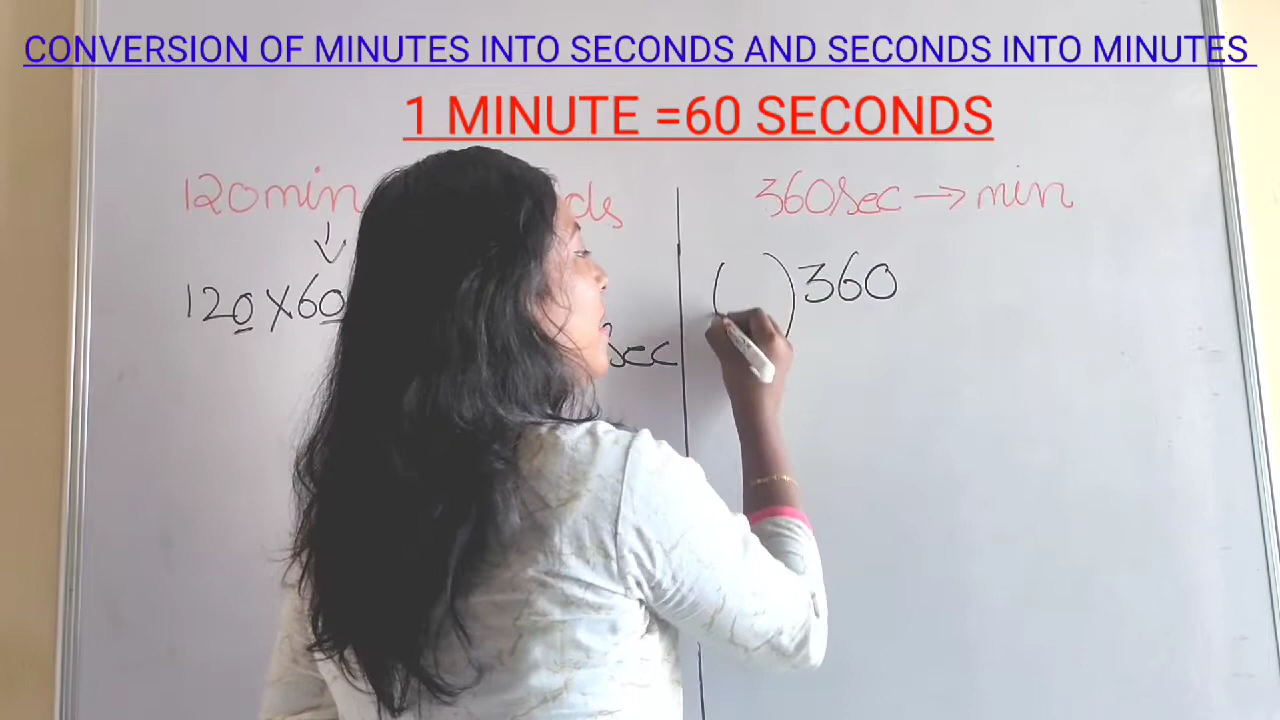 CONVERSION OF MINUTES INTO SECONDS AND SECONDS INTO MINUTES
1 MINUTE =60 SECONDS
120min
360sec → min
120 X 60
( ) 360
sec